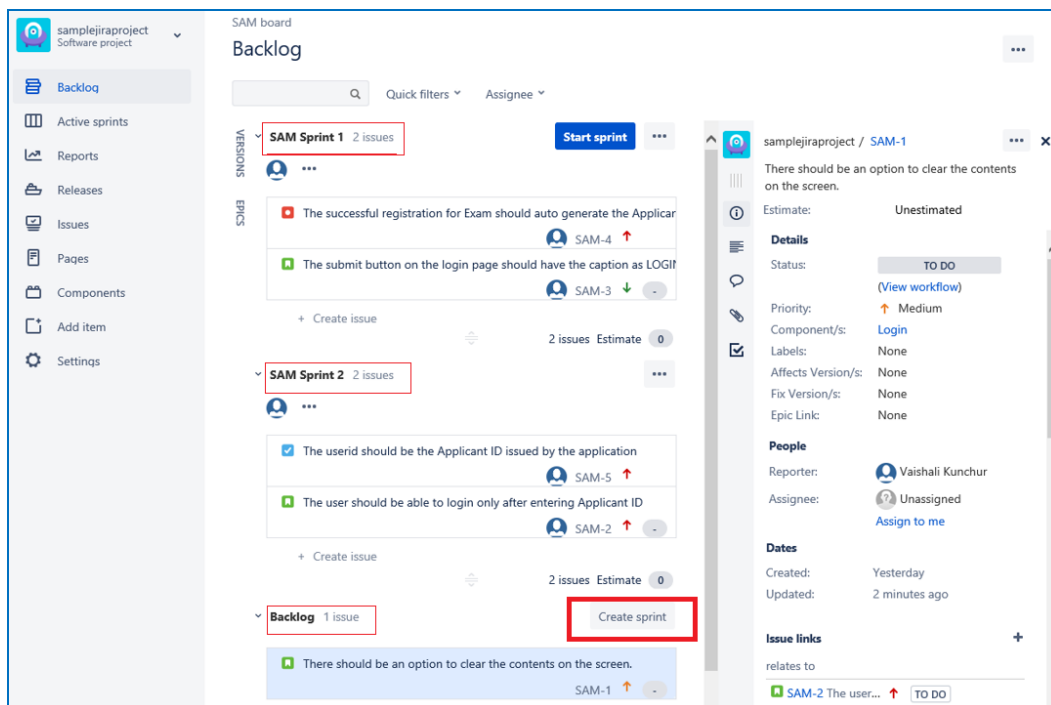 samplejiraproject
Software project
Backlog
Active sprints
Reports
Releases
Issues
Pages
Components
Add item
Settings
SAM board
Backlog
Quick filters
Assignee
VERSIONS
EPICS
SAM Sprint 1 2 issues
Start sprint
The successful registration for Exam should auto generate the Applicar
SAM-4
The submit button on the login page should have the caption as LOGIN
SAM-3 -
+ Create issue
2 issues Estimate 0
SAM Sprint 2 2 issues
The userid should be the Applicant ID issued by the application
SAM-5
The user should be able to login only after entering Applicant ID
SAM-2 -
+ Create issue
2 issues Estimate 0
Backlog 1 issue
Create sprint
There should be an option to clear the contents on the screen.
SAM-1 -
samplejiraproject / SAM-1
There should be an option to clear the contents
on the screen.
Estimate: Unestimated
Details
Status: TO DO
(View workflow)
Priority: Medium
Component/s: Login
Labels: None
Affects Version/s: None
Fix Version/s: None
Epic Link: None
People
Reporter: Vaishali Kunchur
Assignee: Unassigned
Assign to me
Dates
Created: Yesterday
Updated: 2 minutes ago
Issue links +
relates to
SAM-2 The user... TO DO